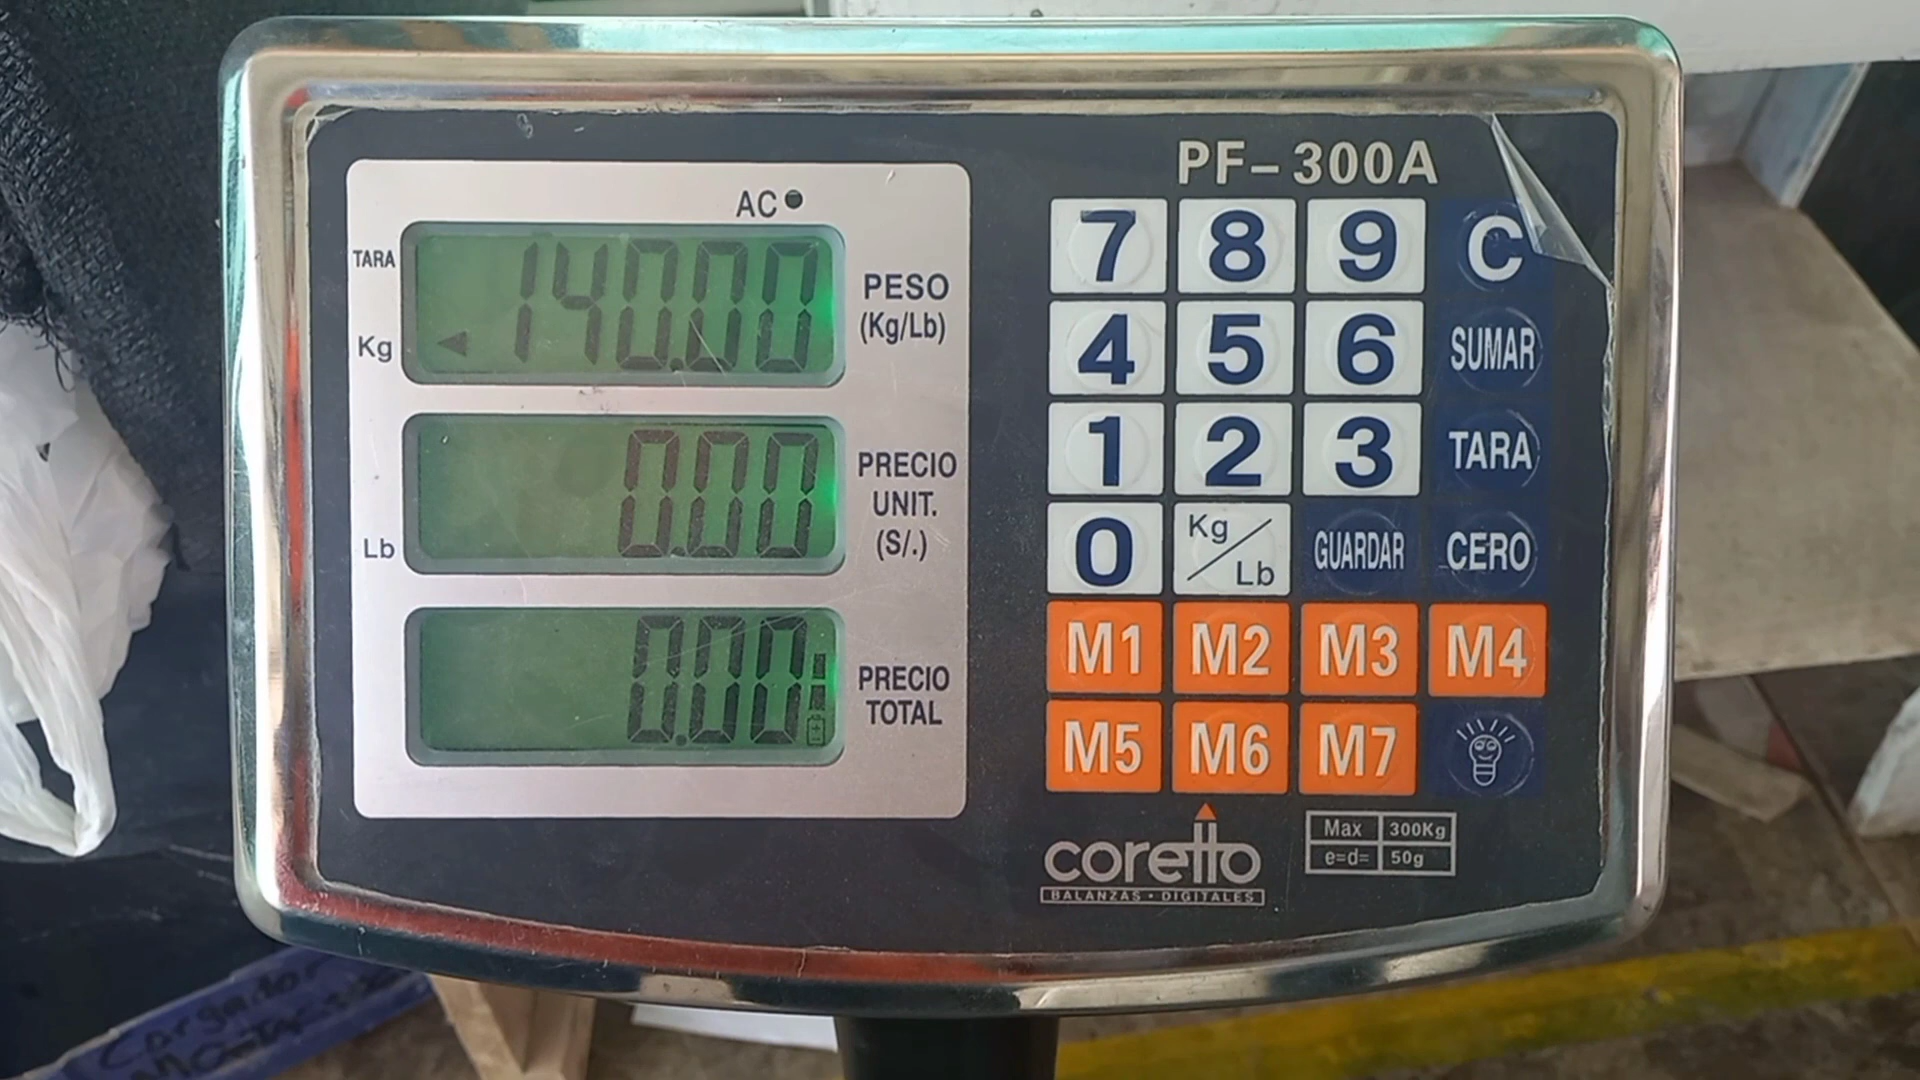 PF-300A
AC
TARA
Kg
140.00
PESO
(Kg/Lb)
Lb
0.00
PRECIO
UNIT.
(S/.)
0.00
PRECIO
TOTAL
7 8 9 C
4 5 6 SUMAR
1 2 3 TARA
0 Kg/Lb GUARDAR CERO
M1 M2 M3 M4
M5 M6 M7
coretto
BALANZAS • DIGITALES
Max 300Kg
e=d= 50g
Cargador